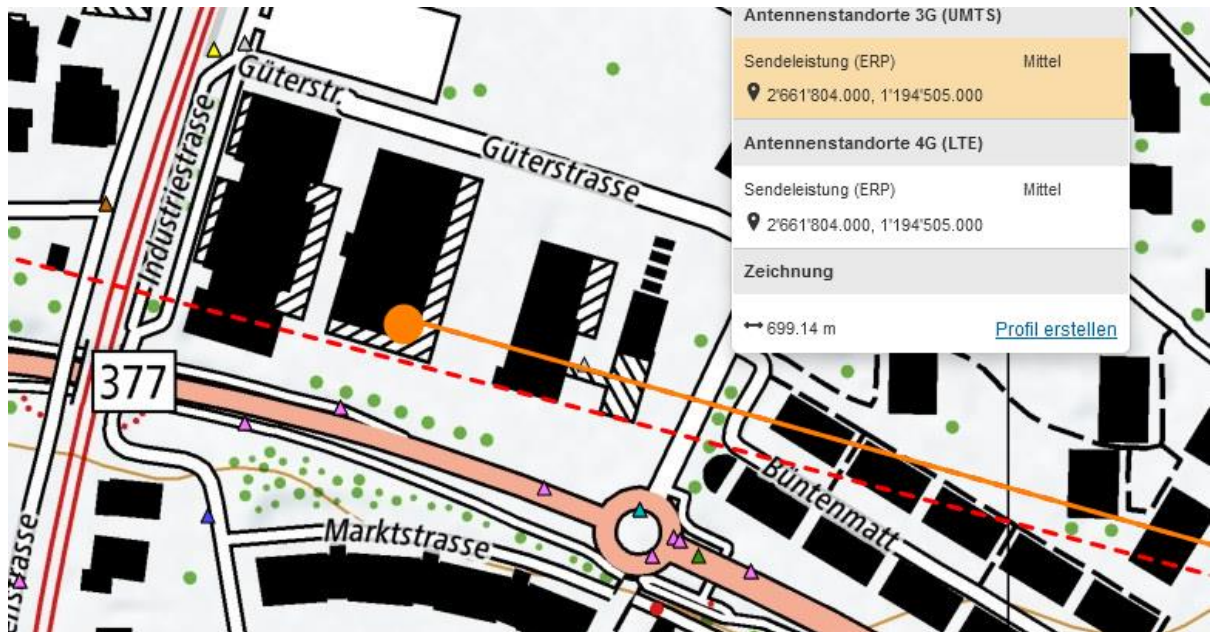 Antennenstandorte 3G (UMTS)
Sendeleistung (ERP) Mittel
2'661'804.000, 1'194'505.000
Antennenstandorte 4G (LTE)
Sendeleistung (ERP) Mittel
2'661'804.000, 1'194'505.000
Zeichnung
699.14 m Profil erstellen
Güterstr.
Güterstrasse
Industriestrasse
377
Büntenmatt
Marktstrasse